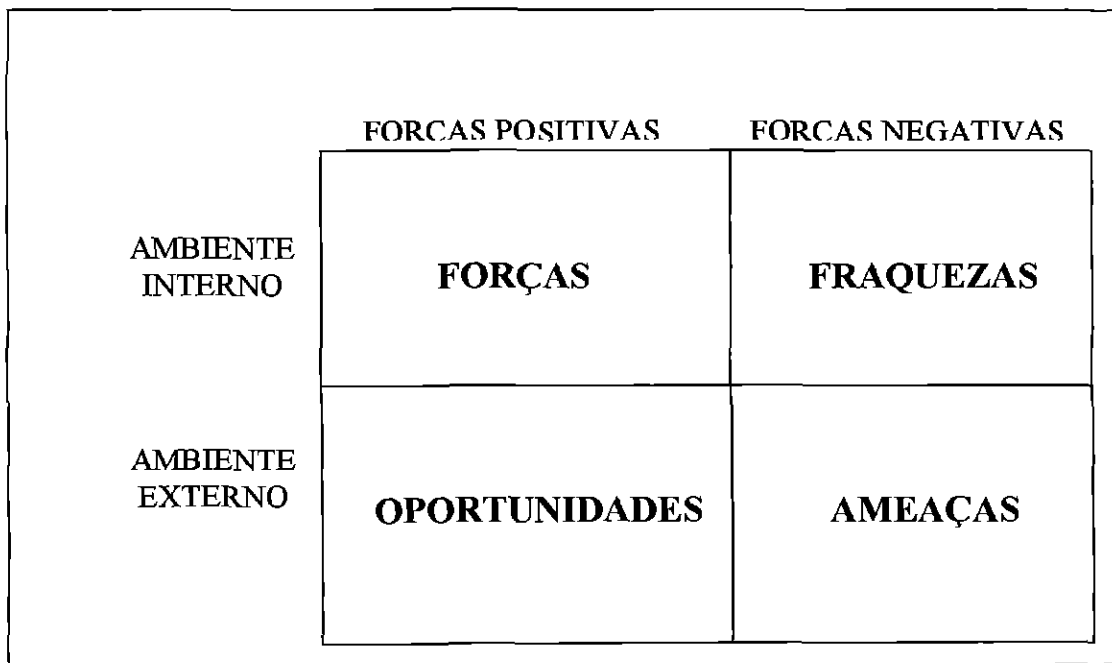 FORCAS POSITIVAS FORCAS NEGATIVAS
AMBIENTE
INTERNO
FORÇAS FRAQUEZAS
AMBIENTE
EXTERNO
OPORTUNIDADES AMEAÇAS